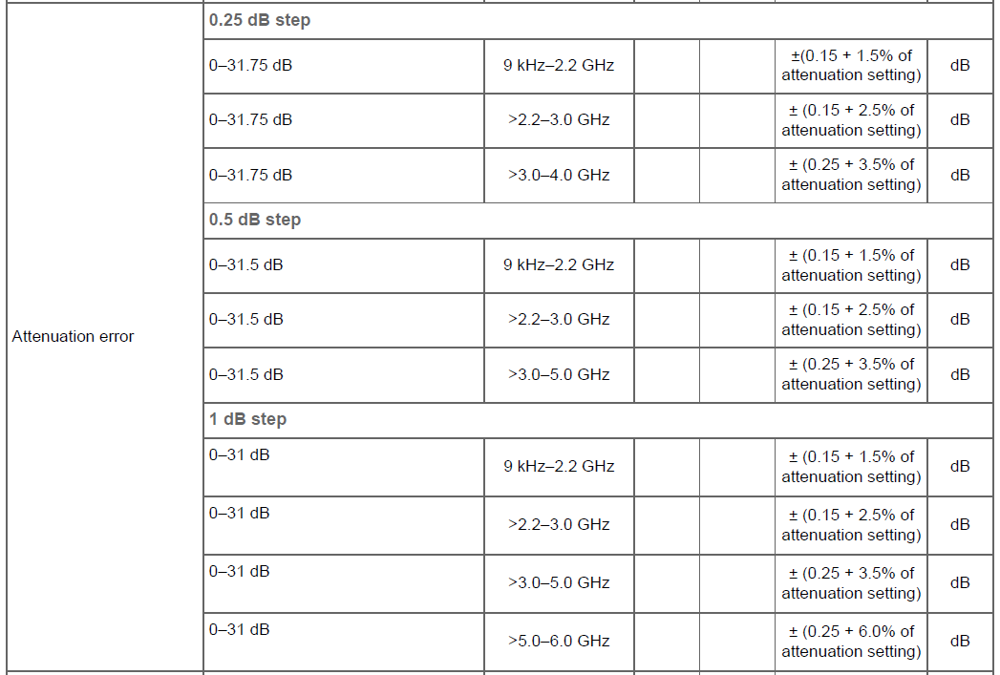 0.25 dB step
0–31.75 dB
9 kHz–2.2 GHz
±(0.15 + 1.5% of
attenuation setting)
dB
0–31.75 dB
>2.2–3.0 GHz
± (0.15 + 2.5% of
attenuation setting)
dB
0–31.75 dB
>3.0–4.0 GHz
± (0.25 + 3.5% of
attenuation setting)
dB
0.5 dB step
0–31.5 dB
9 kHz–2.2 GHz
± (0.15 + 1.5% of
attenuation setting)
dB
Attenuation error
0–31.5 dB
>2.2–3.0 GHz
± (0.15 + 2.5% of
attenuation setting)
dB
0–31.5 dB
>3.0–5.0 GHz
± (0.25 + 3.5% of
attenuation setting)
dB
1 dB step
0–31 dB
9 kHz–2.2 GHz
± (0.15 + 1.5% of
attenuation setting)
dB
0–31 dB
>2.2–3.0 GHz
± (0.15 + 2.5% of
attenuation setting)
dB
0–31 dB
>3.0–5.0 GHz
± (0.25 + 3.5% of
attenuation setting)
dB
0–31 dB
>5.0–6.0 GHz
± (0.25 + 6.0% of
attenuation setting)
dB